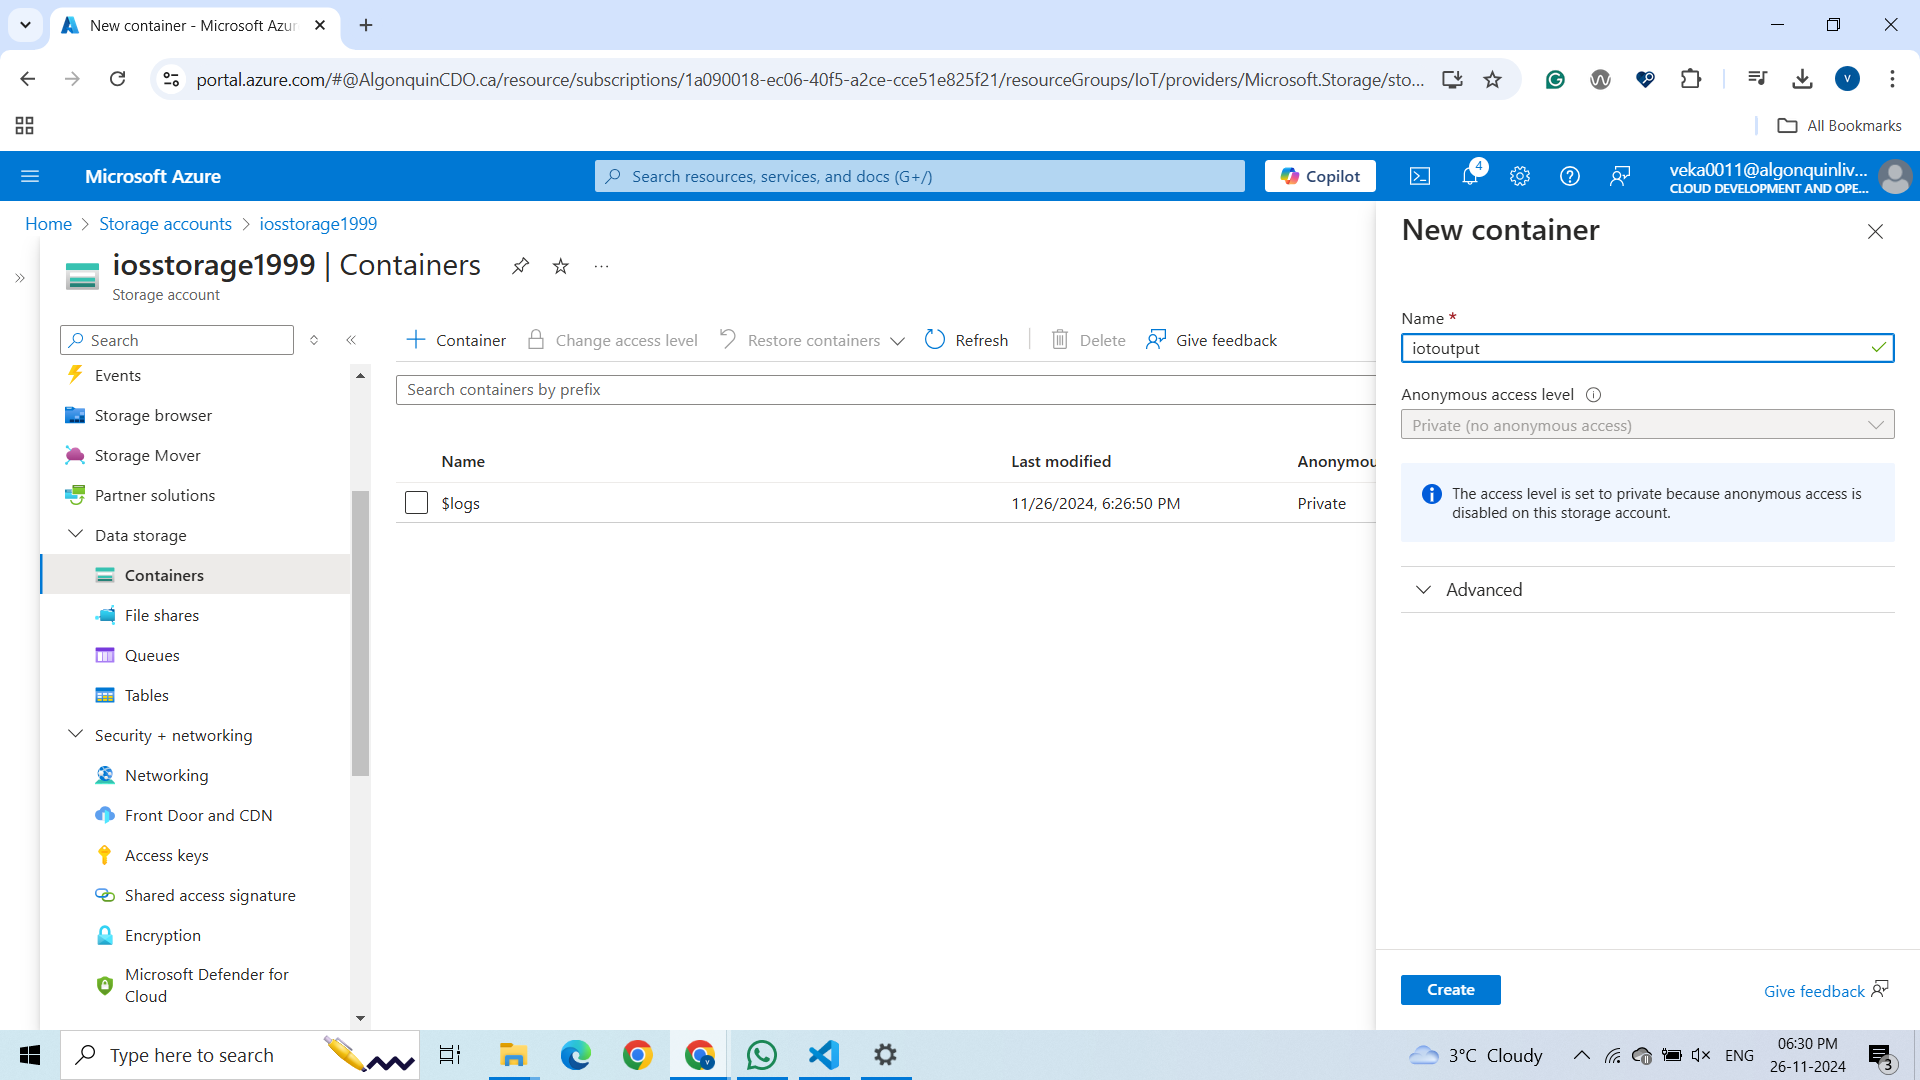 New container - Microsoft Azur
portal.azure.com/#@AlgonquinCDO.ca/resource/subscriptions/1a090018-ec06-40f5-a2ce-cce51e825f21/resourceGroups/IoT/providers/Microsoft.Storage/sto...
V
All Bookmarks
Microsoft Azure
Search resources, services, and docs (G+/)
Copilot
4
veka0011@algonquinliv...
CLOUD DEVELOPMENT AND OPE...
Home
Storage accounts
iosstorage1999
iosstorage1999 | Containers
...
Storage account
Search
Events
Storage browser
Storage Mover
Partner solutions
Data storage
Containers
File shares
Queues
Tables
Security + networking
Networking
Front Door and CDN
Access keys
Shared access signature
Encryption
Microsoft Defender for
Cloud
Container
Change access level
Restore containers
Refresh
Delete
Give feedback
Search containers by prefix
Name
Last modified
Anonymou
$logs
11/26/2024, 6:26:50 PM
Private
New container
Name *
iotoutput
Anonymous access level
Private (no anonymous access)
The access level is set to private because anonymous access is
disabled on this storage account.
Advanced
Create
Give feedback
Type here to search
3°C Cloudy
ENG
06:30 PM
26-11-2024
3